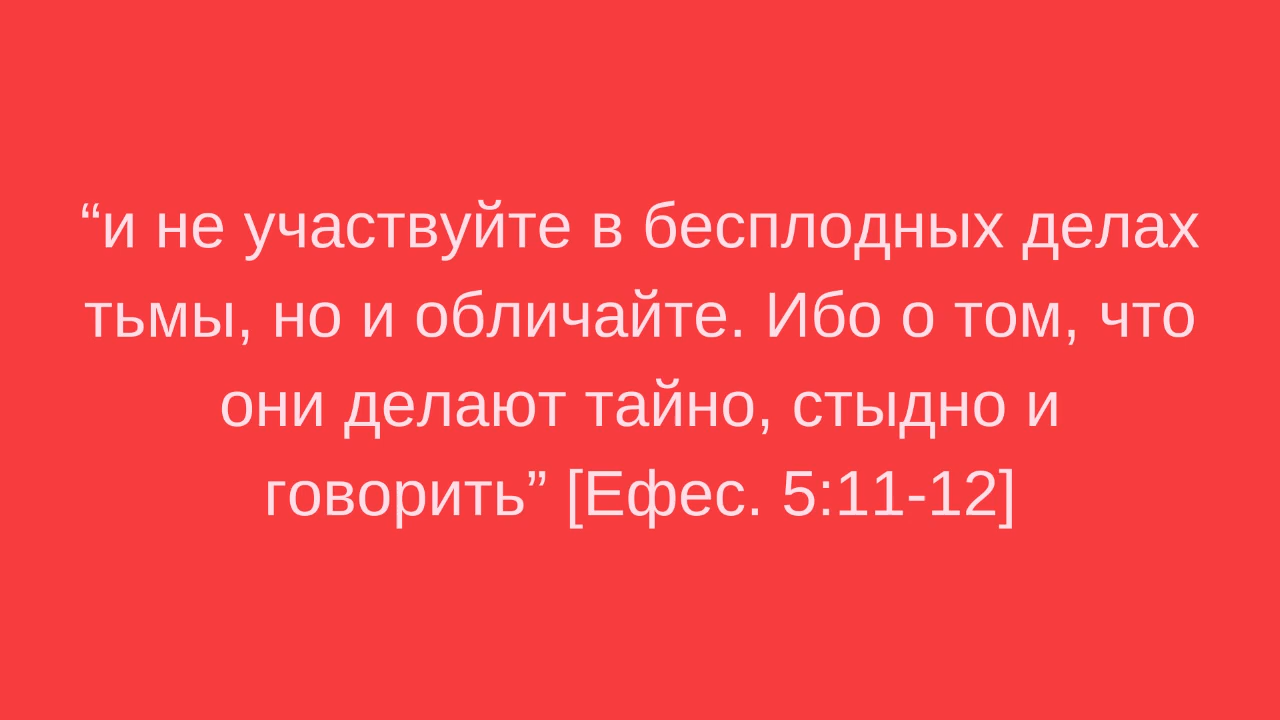 “и не участвуйте в бесплодных делах
тьмы, но и обличайте. Ибо о том, что
они делают тайно, стыдно и
говорить” [Ефес. 5:11-12]